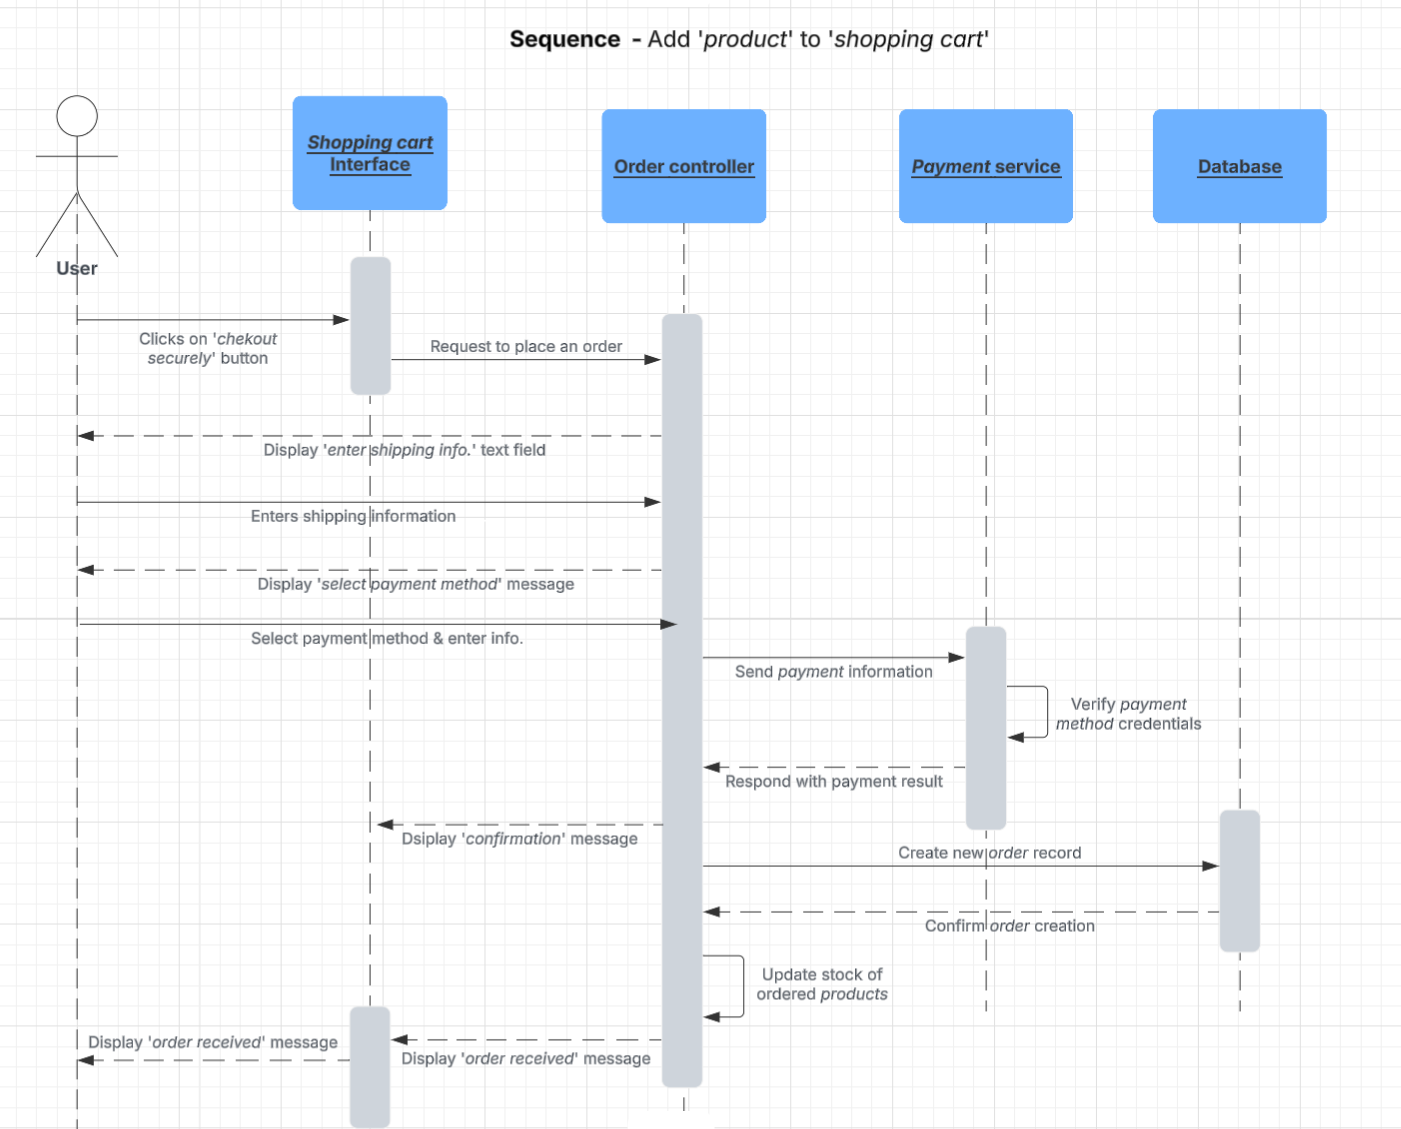 Sequence - Add 'product' to 'shopping cart'
Shopping cart
Interface
Order controller
Payment service
Database
User
Clicks on 'chekout
securely' button
Request to place an order
Display 'enter shipping info.' text field
Enters shipping information
Display 'select payment method' message
Select payment method & enter info.
Send payment information
Verify payment
method credentials
Respond with payment result
Dsiplay 'confirmation' message
Create new order record
Confirm order creation
Update stock of
ordered products
Display 'order received' message
Display 'order received' message